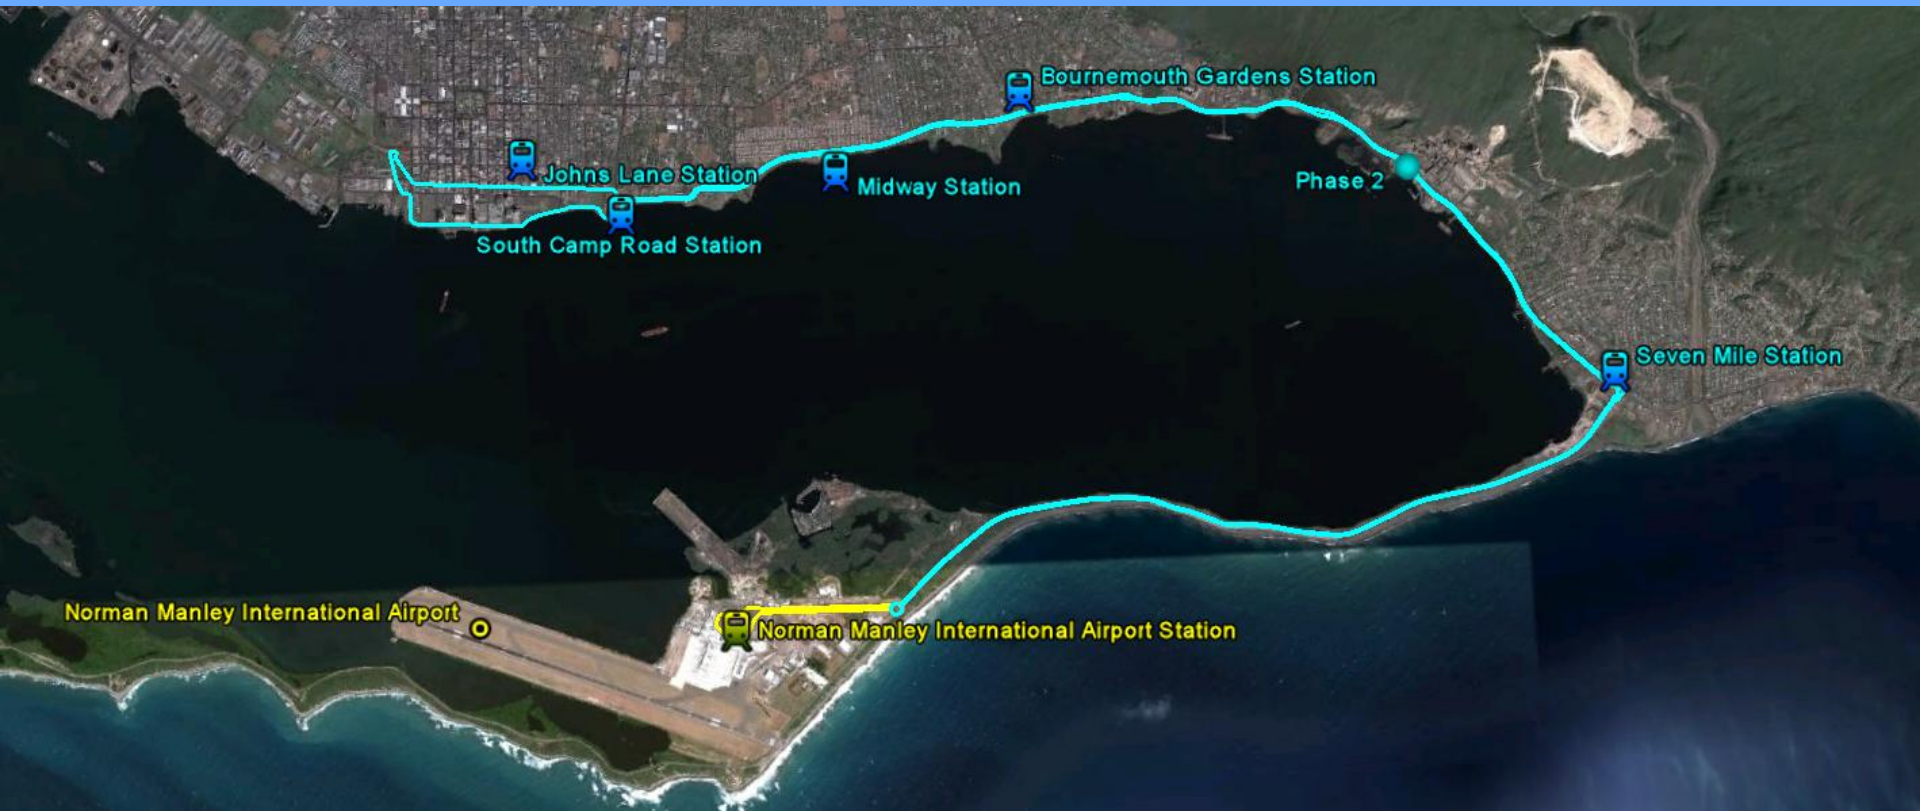 Bournemouth Gardens Station
Johns Lane Station
Midway Station
Phase 2
South Camp Road Station
Seven Mile Station
Norman Manley International Airport
Norman Manley International Airport Station